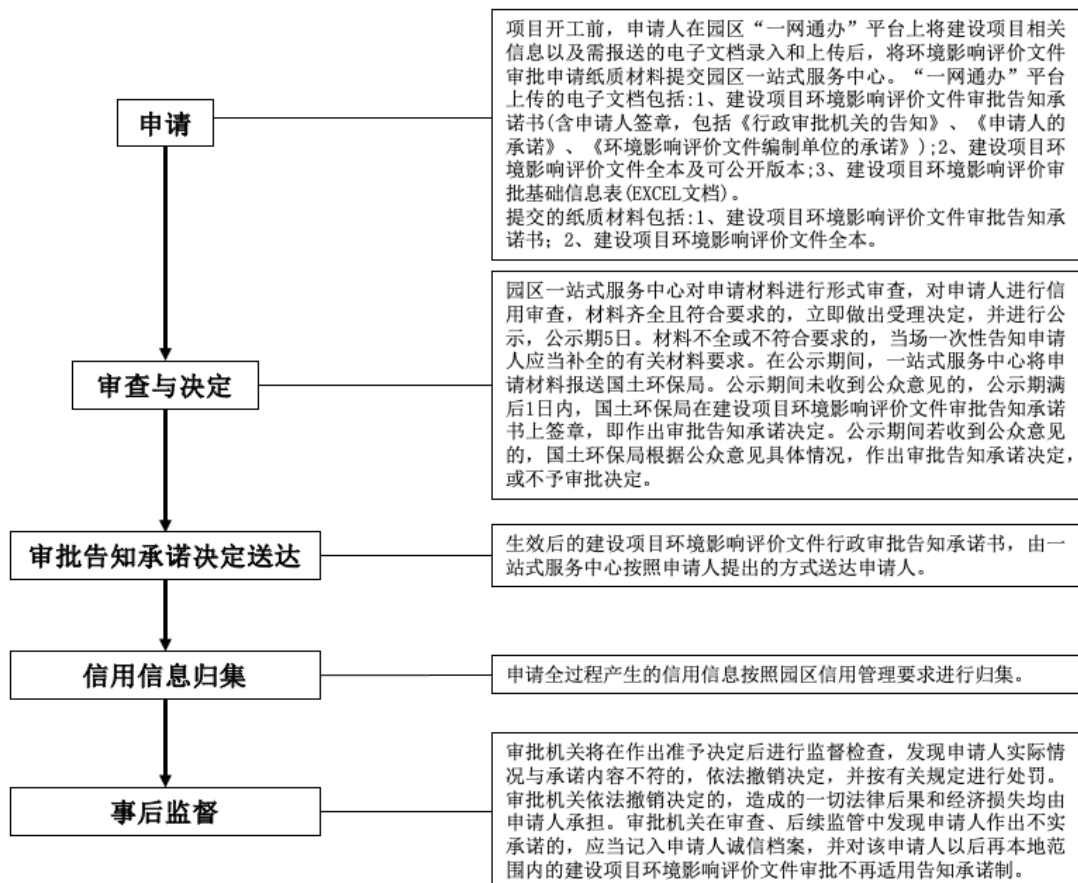 申请
项目开工前，申请人在园区“一网通办”平台上将建设项目相关
信息以及需报送的电子文档录入和上传后，将环境影响评价文件
审批申请纸质材料提交园区一站式服务中心。“一网通办”平台
上传的电子文档包括:1、建设项目环境影响评价文件审批告知承
诺书(含申请人签章，包括《行政审批机关的告知》、《申请人的
承诺》、《环境影响评价文件编制单位的承诺》);2、建设项目环
境影响评价文件全本及可公开版本;3、建设项目环境影响评价审
批基础信息表(EXCEL文档)。
提交的纸质材料包括:1、建设项目环境影响评价文件审批告知承
诺书；2、建设项目环境影响评价文件全本。
审查与决定
园区一站式服务中心对申请材料进行形式审查，对申请人进行信
用审查，材料齐全且符合要求的，立即做出受理决定，并进行公
示，公示期5日。材料不全或不符合要求的，当场一次性告知申请
人应当补全的有关材料要求。在公示期间，一站式服务中心将申
请材料报送国土环保局。公示期间未收到公众意见的，公示期满
后1日内，国土环保局在建设项目环境影响评价文件审批告知承诺
书上签章，即作出审批告知承诺决定。公示期间若收到公众意见
的，国土环保局根据公众意见具体情况，作出审批告知承诺决定，
或不予审批决定。
审批告知承诺决定送达
生效后的建设项目环境影响评价文件行政审批告知承诺书，由一
站式服务中心按照申请人提出的方式送达申请人。
信用信息归集
申请全过程产生的信用信息按照园区信用管理要求进行归集。
事后监督
审批机关将在作出准予决定后进行监督检查，发现申请人实际情
况与承诺内容不符的，依法撤销决定，并按有关规定进行处罚。
审批机关依法撤销决定的，造成的一切法律后果和经济损失均由
申请人承担。审批机关在审查、后续监管中发现申请人作出不实
承诺的，应当记入申请人诚信档案，并对该申请人以后再本地范
围内的建设项目环境影响评价文件审批不再适用告知承诺制。